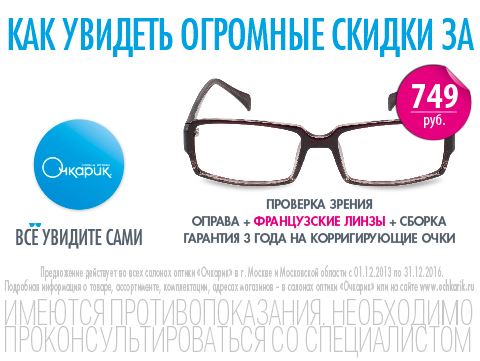 КАК УВИДЕТЬ ОГРОМНЫЕ СКИДКИ ЗА
749
руб.
Очкарик
ВСЁ УВИДИТЕ САМИ
ПРОВЕРКА ЗРЕНИЯ
ОПРАВА + ФРАНЦУЗСКИЕ ЛИНЗЫ + СБОРКА
ГАРАНТИЯ 3 ГОДА НА КОРРИГИРУЮЩИЕ ОЧКИ
Предложение действует во всех салонах оптики «Очкарик» в г. Москве и Московской области с 01.12.2013 по 31.12.2016.
Подробная информация о товаре, ассортименте, комплектации, адресах магазинов – в салонах оптики «Очкарик» или на сайте www.ochkarik.ru
ИМЕЮТСЯ ПРОТИВОПОКАЗАНИЯ, НЕОБХОДИМО
ПРОКОНСУЛЬТИРОВАТЬСЯ СО СПЕЦИАЛИСТОМ